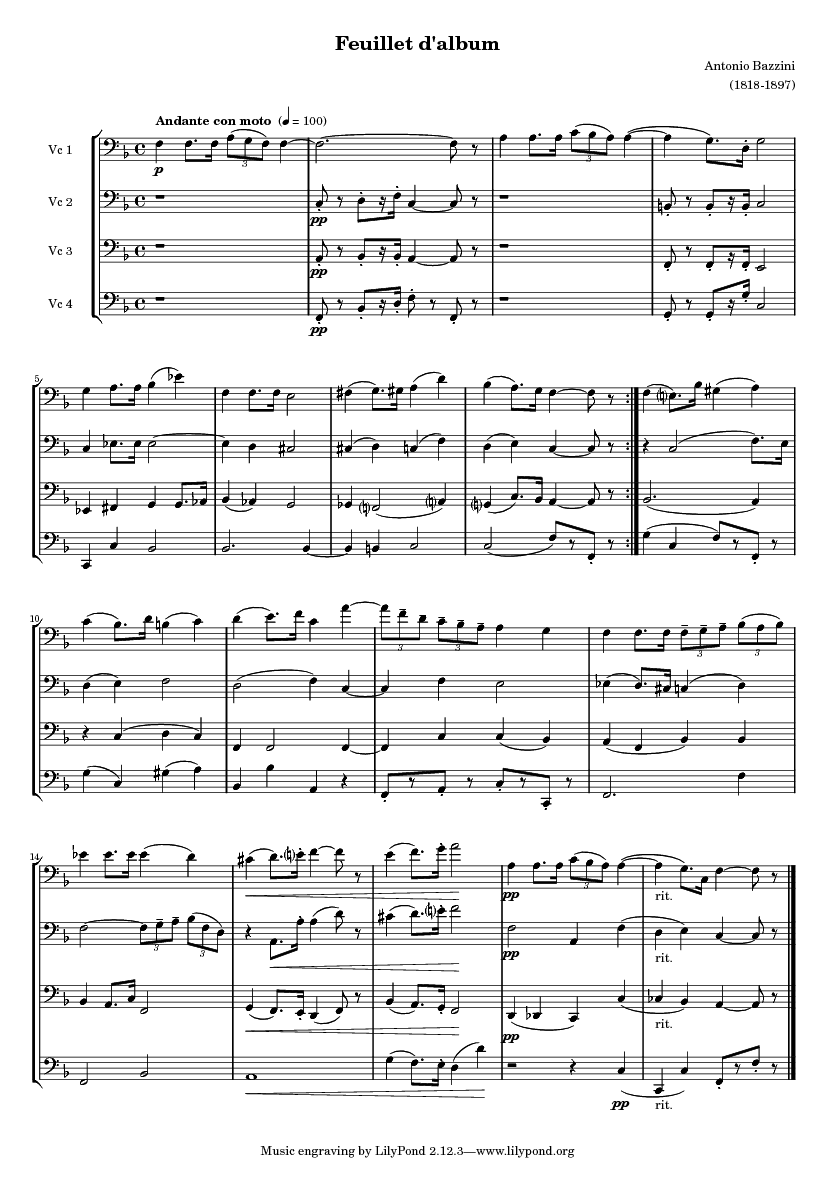 Feuillet d'album
Antonio Bazzini
(1818-1897)
Andante con moto (♩ = 100)
Vc 1
3
p
Vc 2
pp
Vc 3
pp
Vc 4
pp
5
10
3 3 3 3
14
3 3
pp
3
rit.
pp
rit.
pp
rit.
pp
rit.
Music engraving by LilyPond 2.12.3—www.lilypond.org